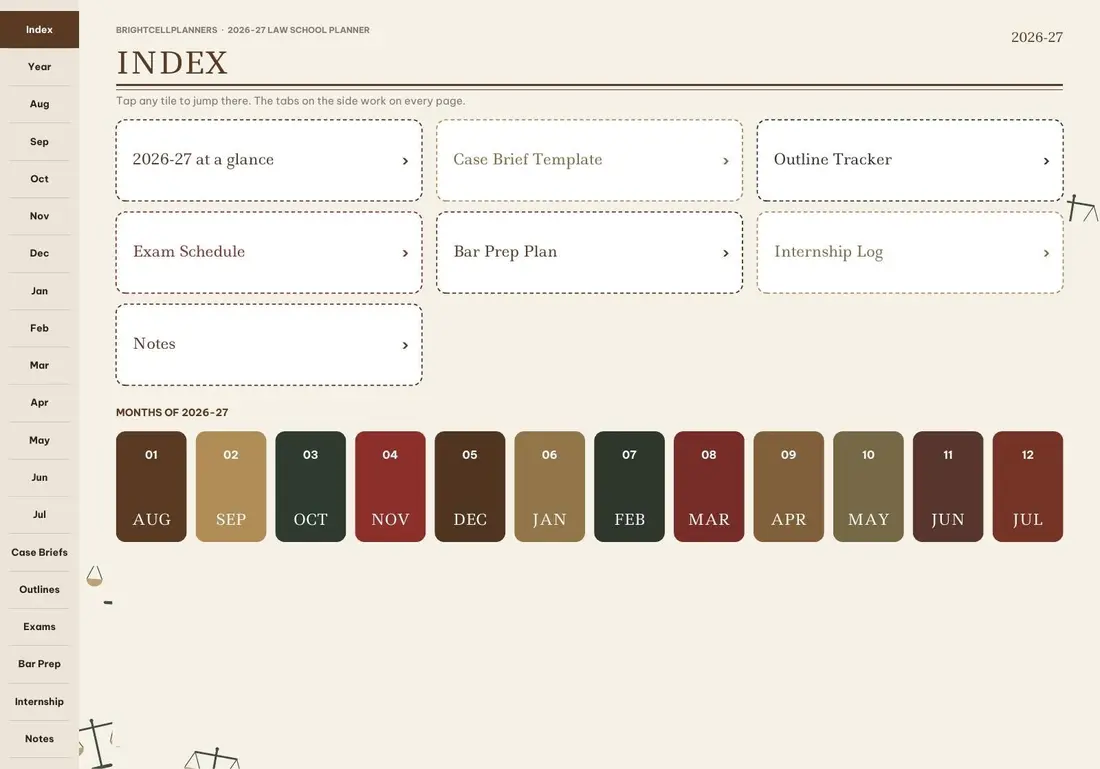 Index
Year
Aug
Sep
Oct
Nov
Dec
Jan
Feb
Mar
Apr
May
Jun
Jul
Case Briefs
Outlines
Exams
Bar Prep
Internship
Notes
BRIGHTCELLPLANNERS · 2026-27 LAW SCHOOL PLANNER
2026-27
INDEX
Tap any tile to jump there. The tabs on the side work on every page.
2026-27 at a glance ›
Case Brief Template ›
Outline Tracker ›
Exam Schedule ›
Bar Prep Plan ›
Internship Log ›
Notes ›
MONTHS OF 2026-27
01 02 03 04 05 06 07 08 09 10 11 12
AUG SEP OCT NOV DEC JAN FEB MAR APR MAY JUN JUL